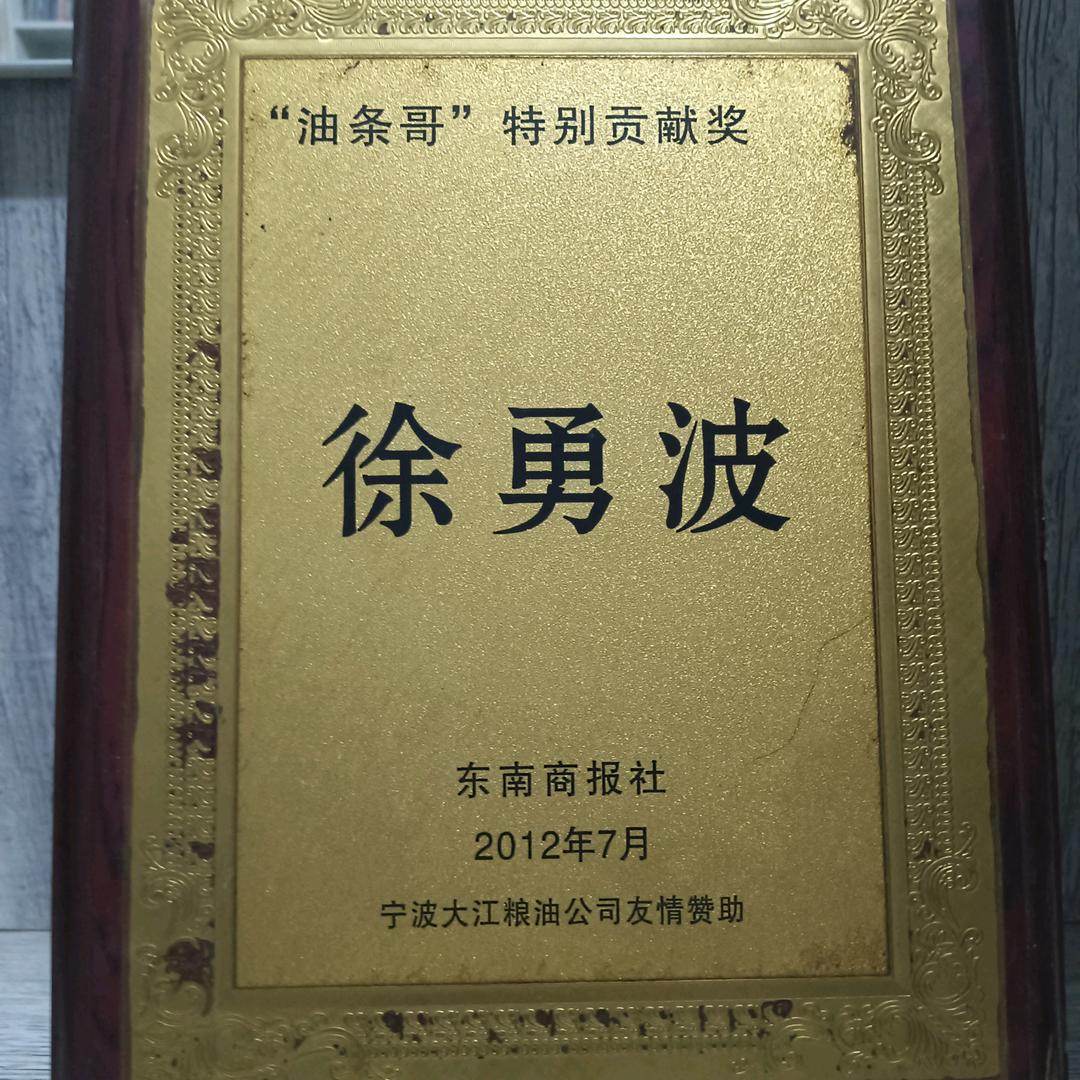 “油条哥”特别贡献奖
徐勇波
东南商报社
2012年7月
宁波大江粮油公司友情赞助